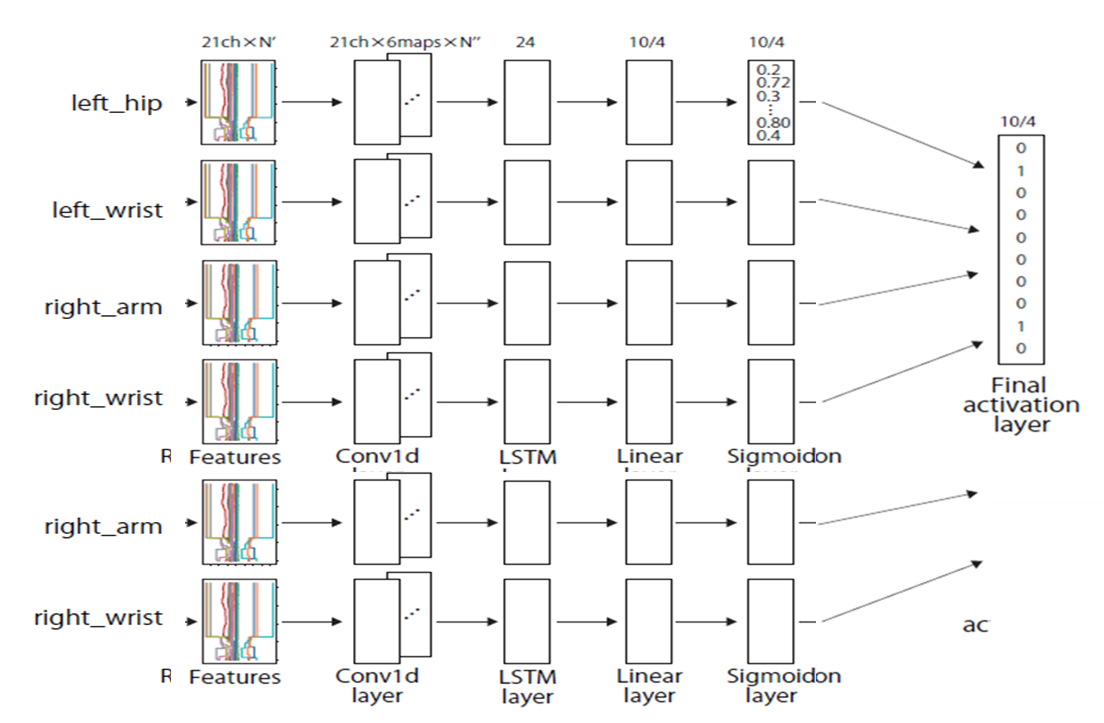 21ch×N′ 21ch×6maps×N″ 24 10/4 10/4
left_hip
0.2
0.72
0.3
⋮
0.80
0.4
10/4
0
1
0
0
0
0
0
0
1
0
left_wrist
right_arm
right_wrist
Final
activation
layer
R Features Conv1d LSTM Linear Sigmoidon
right_arm
right_wrist
ac
R Features Conv1d LSTM Linear Sigmoidon
layer layer layer layer